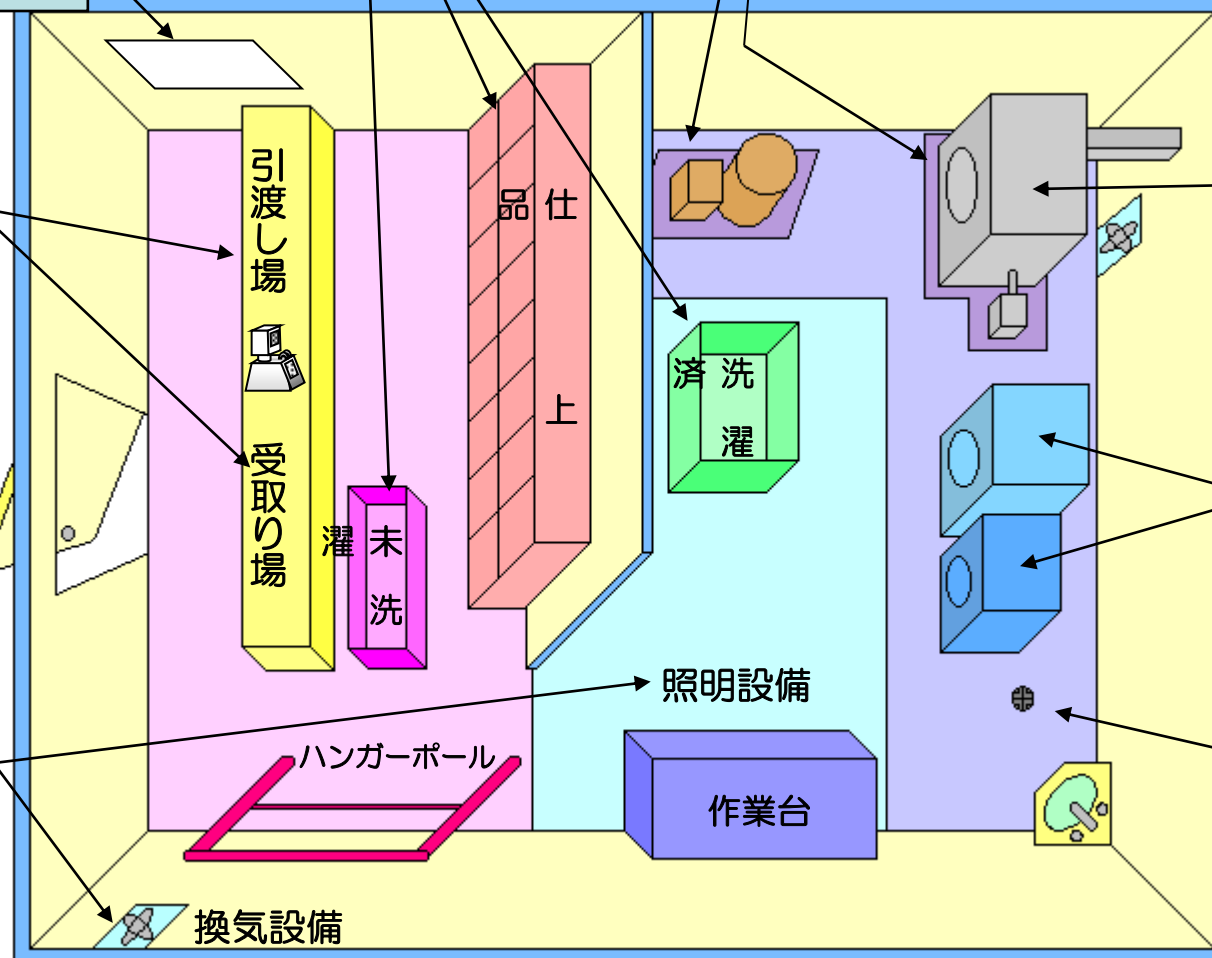 引渡し場
受取り場
仕上品
未洗濯
洗濯済
照明設備
ハンガーポール
作業台
換気設備